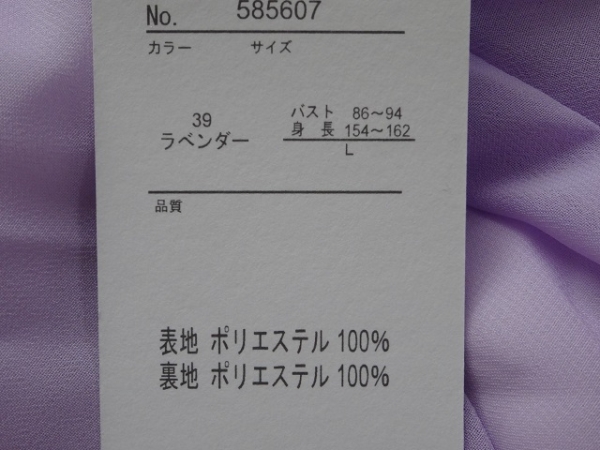 No. 585607
カラー サイズ
39
ラベンダー
バスト 86～94
身長 154～162
L
品質
表地 ポリエステル 100%
裏地 ポリエステル 100%